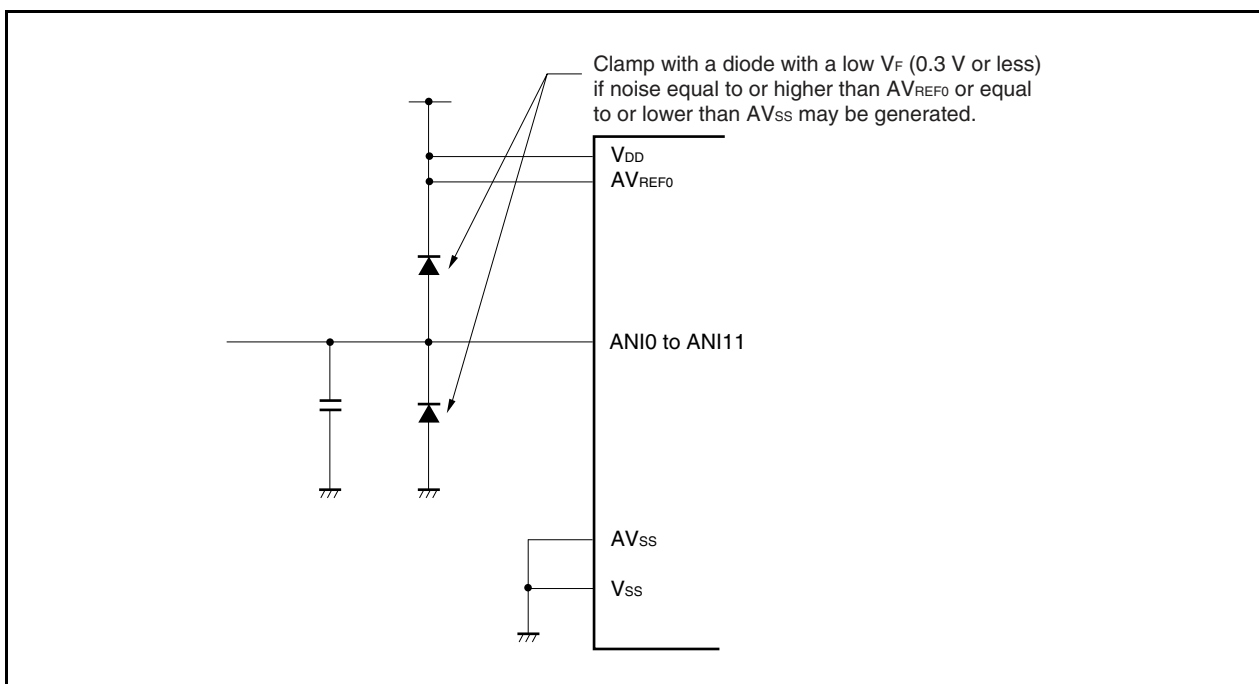 Clamp with a diode with a low VF (0.3 V or less)
if noise equal to or higher than AVREF0 or equal
to or lower than AVSS may be generated.
VDD
AVREF0
ANI0 to ANI11
AVSS
VSS